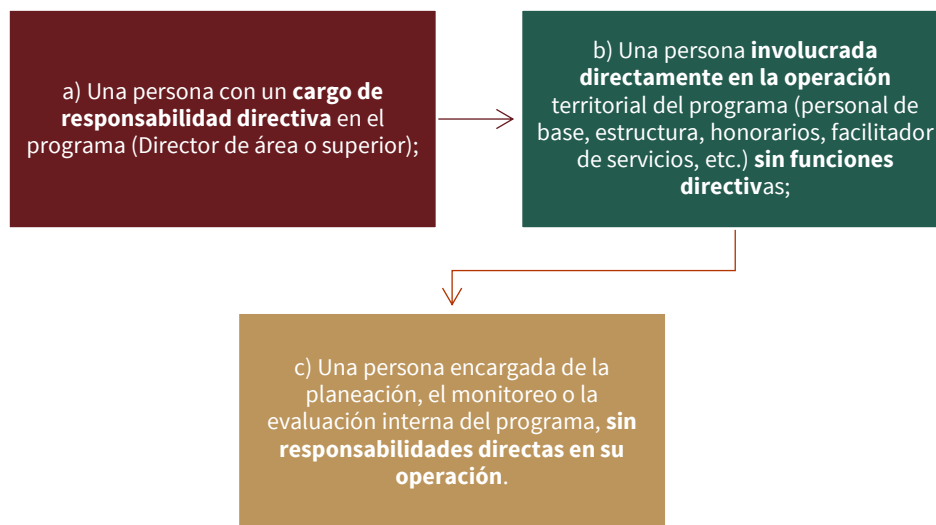 a) Una persona con un cargo de
responsabilidad directiva en el
programa (Director de área o superior);
b) Una persona involucrada
directamente en la operación
territorial del programa (personal de
base, estructura, honorarios, facilitador
de servicios, etc.) sin funciones
directivas;
c) Una persona encargada de la
planeación, el monitoreo o la
evaluación interna del programa, sin
responsabilidades directas en su
operación.